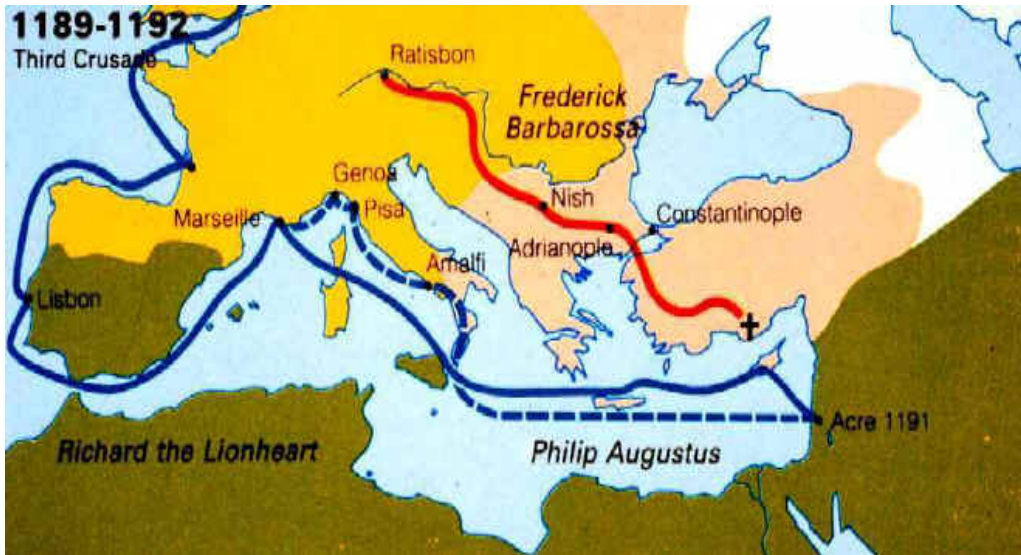 1189-1192
Third Crusade
Ratisbon
Frederick
Barbarossa
Genoa
Pisa
Marseille
Nish
Constantinople
Adrianople
Amalfi
Lisbon
Acre 1191
Richard the Lionheart
Philip Augustus